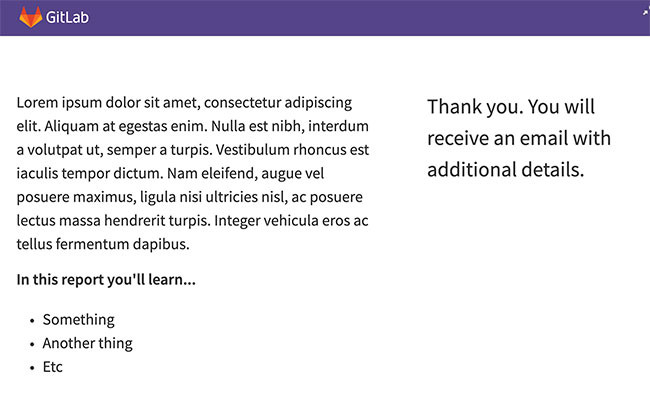 GitLab
Lorem ipsum dolor sit amet, consectetur adipiscing
elit. Aliquam at egestas enim. Nulla est nibh, interdum
a volutpat ut, semper a turpis. Vestibulum rhoncus est
iaculis tempor dictum. Nam eleifend, augue vel
posuere maximus, ligula nisi ultricies nisl, ac posuere
lectus massa hendrerit turpis. Integer vehicula eros ac
tellus fermentum dapibus.
In this report you'll learn...
• Something
• Another thing
• Etc
Thank you. You will
receive an email with
additional details.